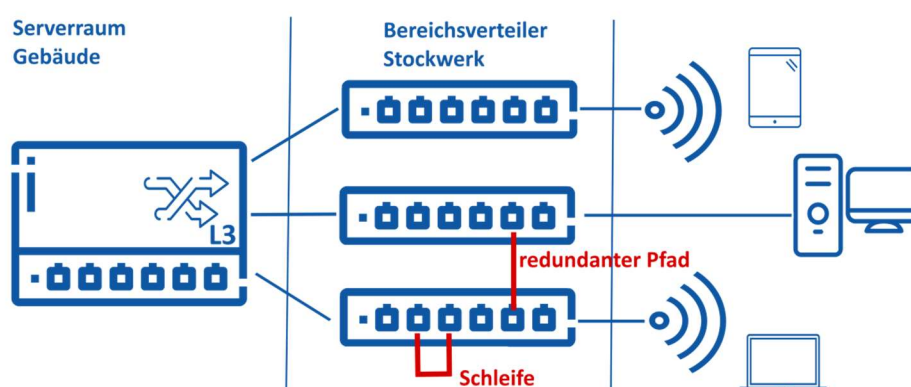 Serverraum
Gebäude
Bereichsverteiler
Stockwerk
L3
redundanter Pfad
Schleife